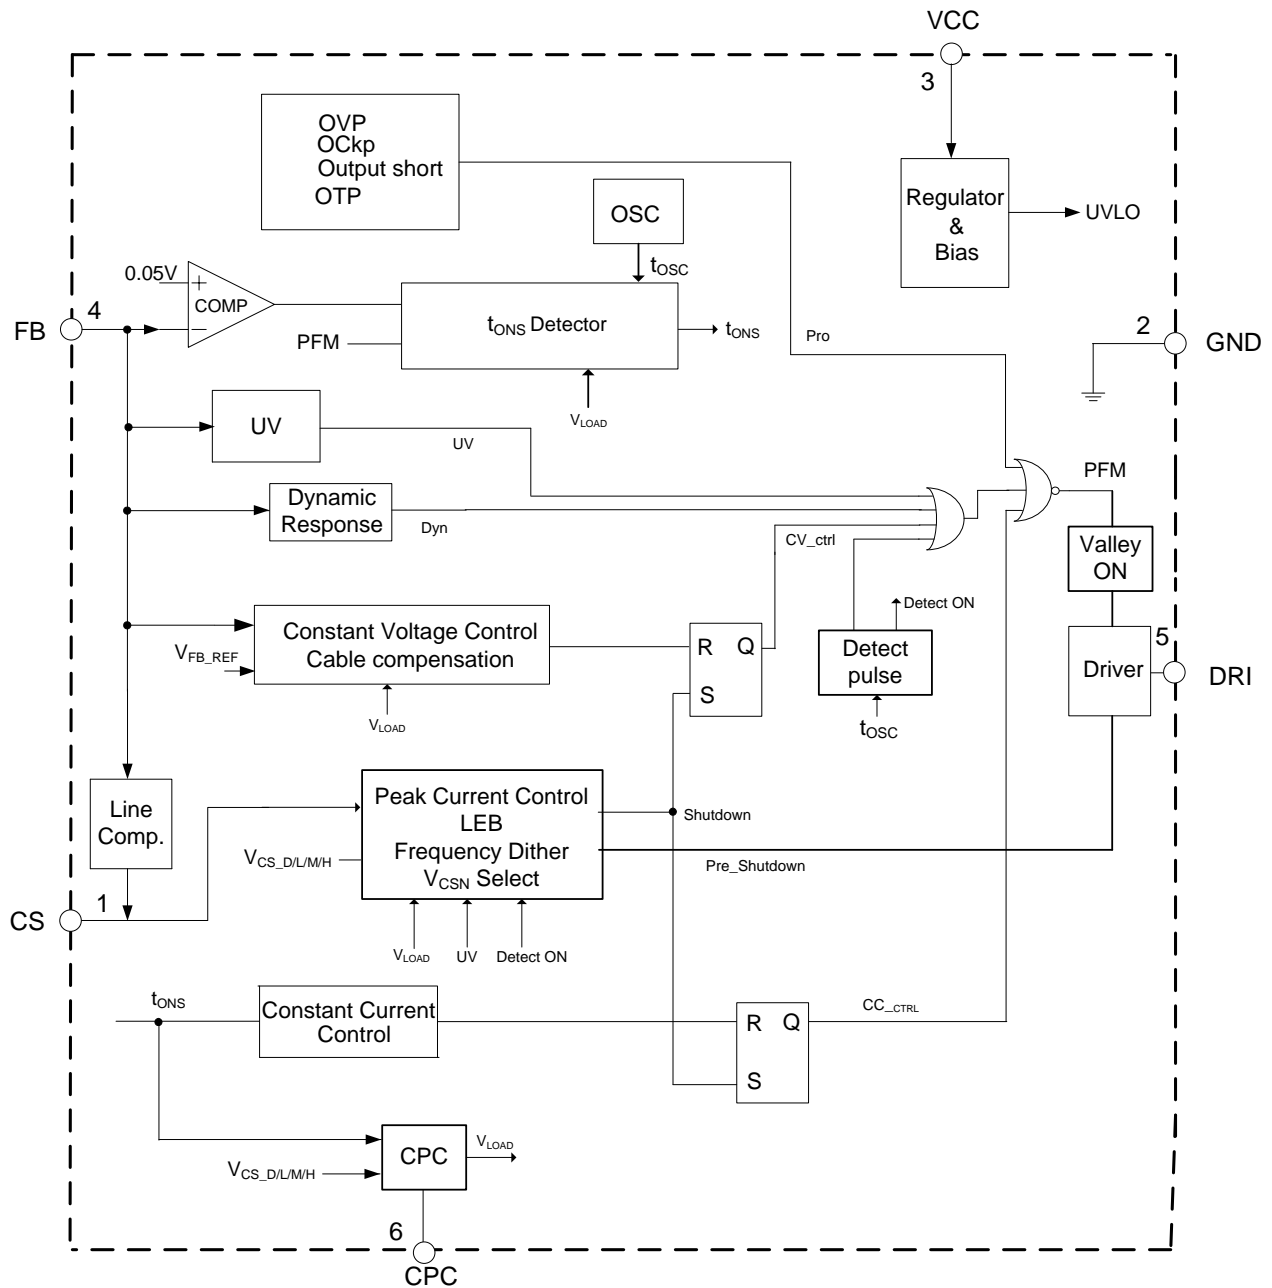 VCC
3
OVP
OCkp
Output short
OTP
Regulator
&
Bias
UVLO
OSC
tOSC
0.05V
+
COMP
−
4
FB
tONS Detector
tONS
PFM
VLOAD
Pro
2
GND
UV
UV
Dynamic
Response
Dyn
CV_ctrl
PFM
Valley
ON
Detect ON
Constant Voltage Control
Cable compensation
VFB_REF
VLOAD
R Q
S
Detect
pulse
tOSC
Driver
5
DRI
Line
Comp.
Peak Current Control
LEB
Frequency Dither
VCSN Select
VCS_D/L/M/H
Shutdown
Pre_Shutdown
1
CS
VLOAD
UV
Detect ON
tONS
Constant Current
Control
R Q
S
CC_CTRL
CPC
VLOAD
VCS_D/L/M/H
6
CPC